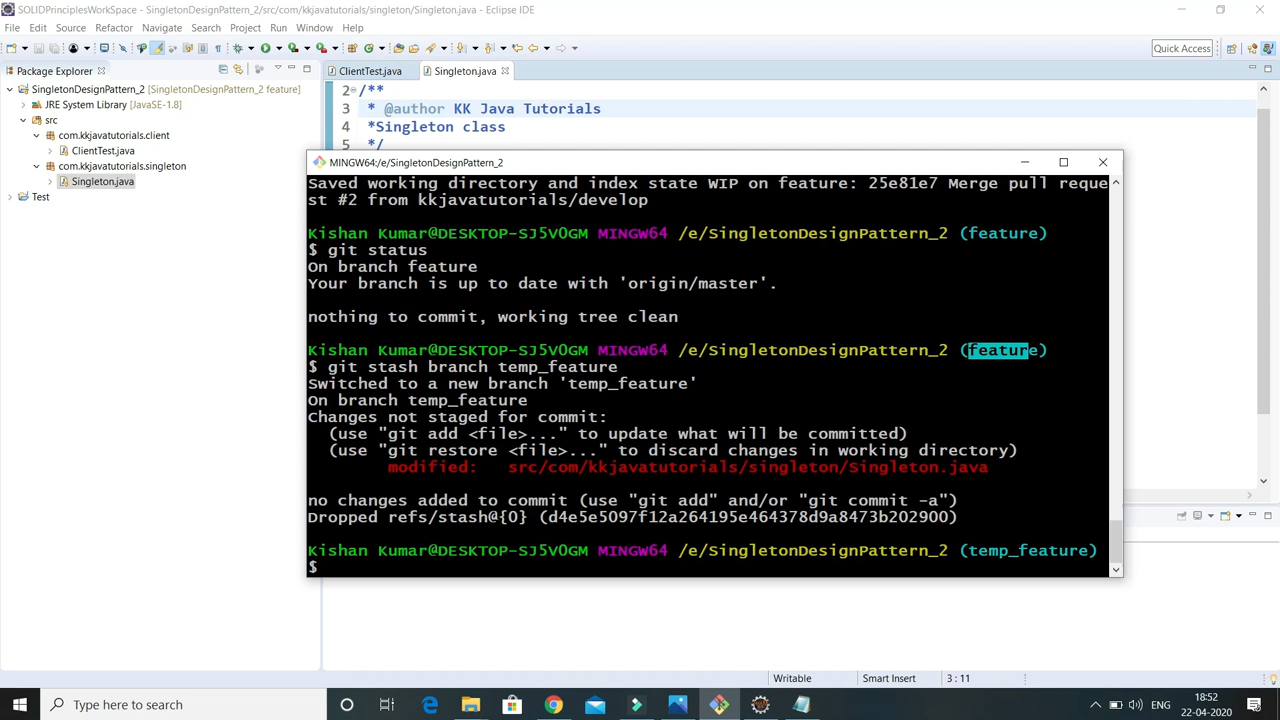 SOLIDPrinciplesWorkSpace - SingletonDesignPattern_2/src/com/kkjavatutorials/singleton/Singleton.java - Eclipse IDE
File Edit Source Refactor Navigate Search Project Run Window Help
Quick Access
Package Explorer
ClientTest.java
Singleton.java
SingletonDesignPattern_2 [SingletonDesignPattern_2 feature]
JRE System Library [JavaSE-1.8]
src
com.kkjavatutorials.client
ClientTest.java
com.kkjavatutorials.singleton
Singleton.java
Test
2 /**
3 * @author KK Java Tutorials
4 *Singleton class
5 */
MINGW64:/e/SingletonDesignPattern_2
Saved working directory and index state WIP on feature: 25e81e7 Merge pull reque
st #2 from kkjavatutorials/develop
Kishan Kumar@DESKTOP-SJ5V0GM MINGW64 /e/SingletonDesignPattern_2 (feature)
$ git status
On branch feature
Your branch is up to date with 'origin/master'.
nothing to commit, working tree clean
Kishan Kumar@DESKTOP-SJ5V0GM MINGW64 /e/SingletonDesignPattern_2 (feature)
$ git stash branch temp_feature
Switched to a new branch 'temp_feature'
On branch temp_feature
Changes not staged for commit:
(use "git add <file>..." to update what will be committed)
(use "git restore <file>..." to discard changes in working directory)
modified: src/com/kkjavatutorials/singleton/Singleton.java
no changes added to commit (use "git add" and/or "git commit -a")
Dropped refs/stash@{0} (d4e5e5097f12a264195e464378d9a8473b202900)
Kishan Kumar@DESKTOP-SJ5V0GM MINGW64 /e/SingletonDesignPattern_2 (temp_feature)
$
Writable Smart Insert 3 : 11
Type here to search
ENG
18:52
22-04-2020